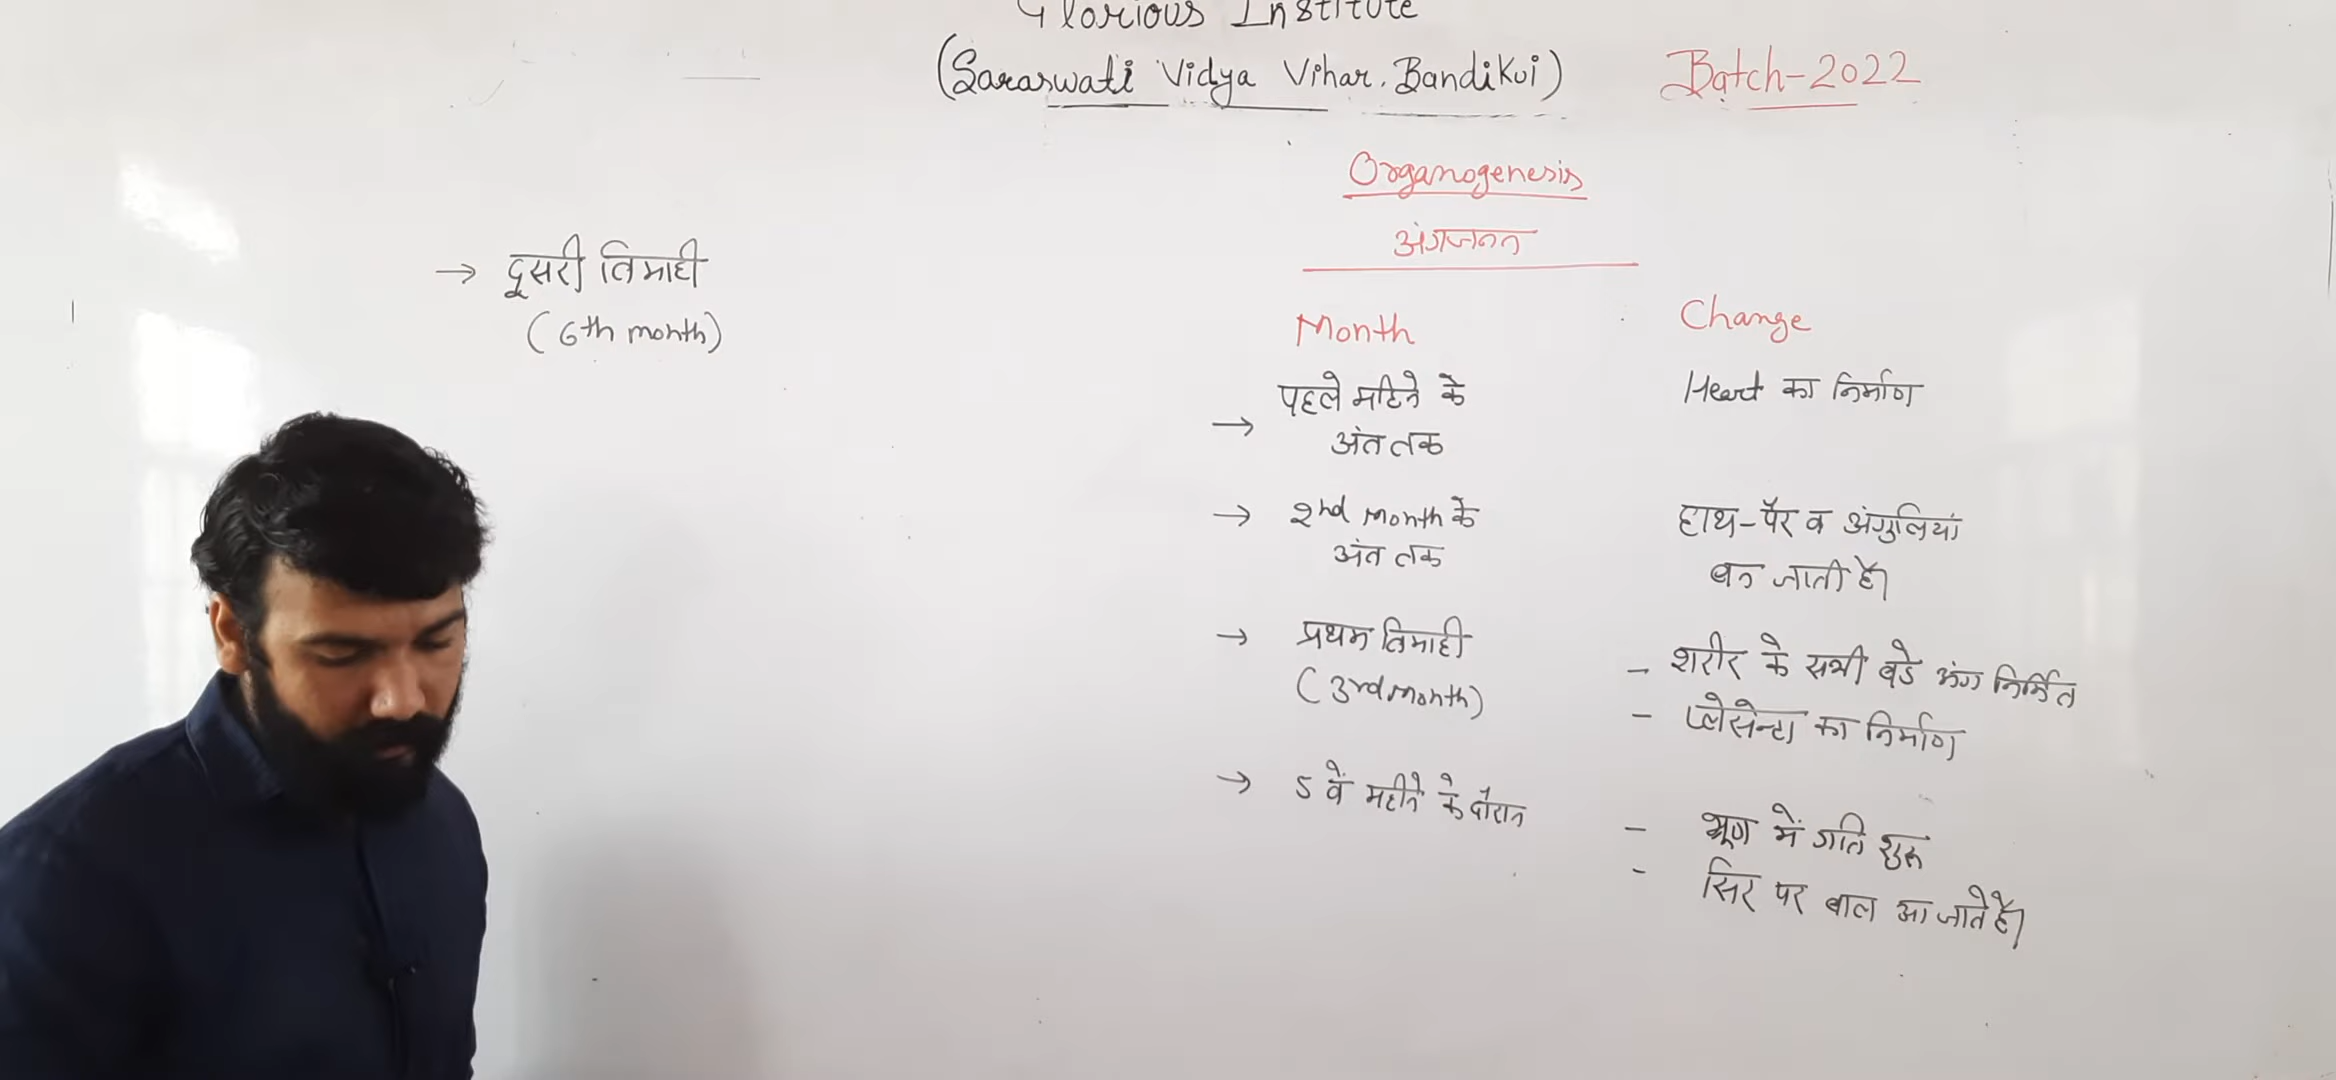 Glorious Institute
(Saraswati Vidya Vihar, Bandikui) Batch-2022
Organogenesis
अंगजनन
→ दूसरी तिमाही
(6th month)
Month Change
→ पहले महिने के Heart का निर्माण
अंत तक
→ 2nd Month के हाथ-पैर व अंगुलियां
अंत तक बन जाती है।
→ प्रथम तिमाही - शरीर के सभी बडे अंग निर्मित
(3rd Month) - प्लेसेन्टा का निर्माण
→ 5 वें महीने के दौरान - भ्रूण में गति शुरू
- सिर पर बाल आ जाते है।